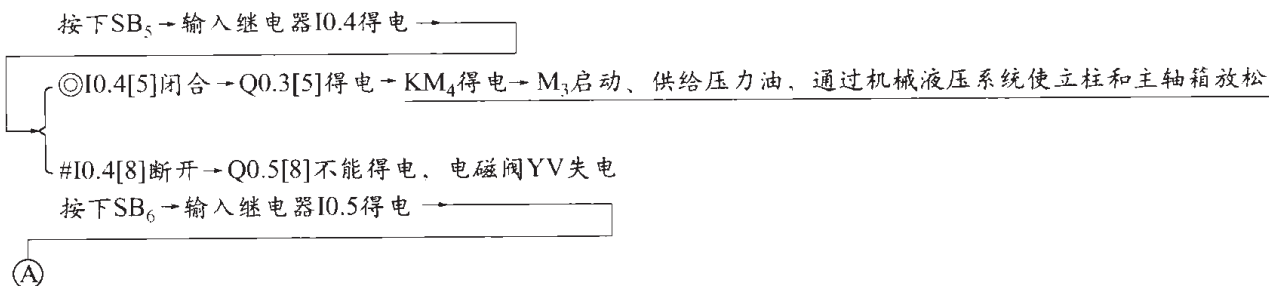 按下SB₅→输入继电器I0.4得电→
◎I0.4[5]闭合→Q0.3[5]得电→KM₄得电→M₃启动、供给压力油，通过机械液压系统使立柱和主轴箱放松
#I0.4[8]断开→Q0.5[8]不能得电，电磁阀YV失电
按下SB₆→输入继电器I0.5得电→
A